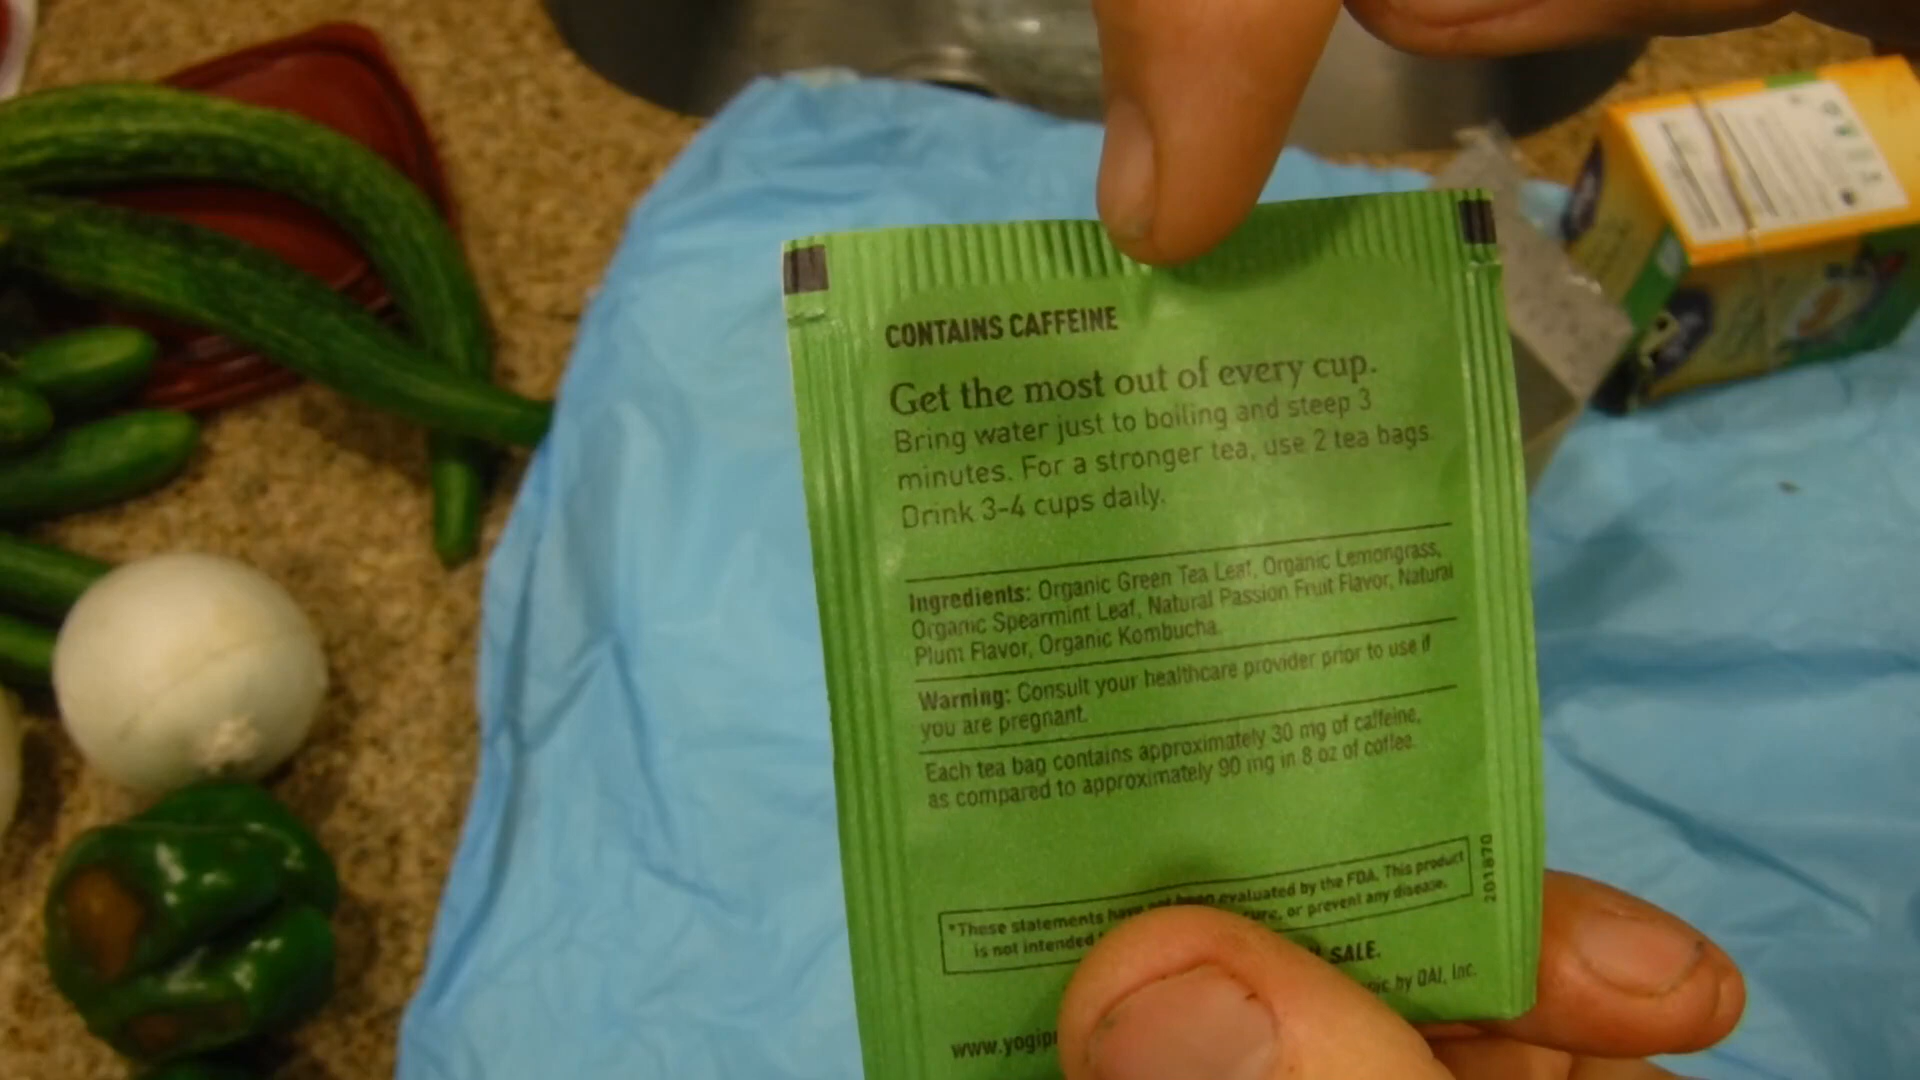 CONTAINS CAFFEINE
Get the most out of every cup.
Bring water just to boiling and steep 3
minutes. For a stronger tea, use 2 tea bags.
Drink 3-4 cups daily.
Ingredients: Organic Green Tea Leaf, Organic Lemongrass,
Organic Spearmint Leaf, Natural Passion Fruit Flavor, Natural
Plum Flavor, Organic Kombucha.
Warning: Consult your healthcare provider prior to use if
you are pregnant.
Each tea bag contains approximately 30 mg of caffeine,
as compared to approximately 90 mg in 8 oz of coffee.
*These statements have not been evaluated by the FDA. This product
is not intended cure, or prevent any disease.
SALE.
by QAI, Inc.
www.yogip
201870